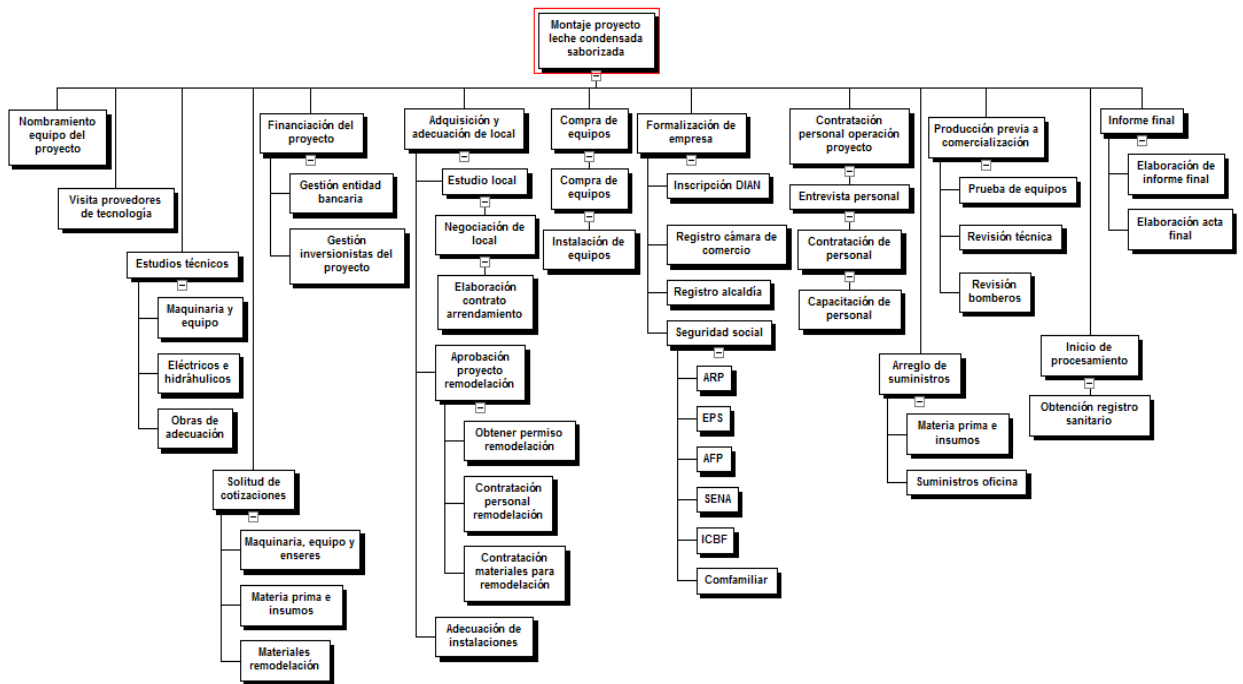 Montaje proyecto
leche condensada
saborizada
Nombramiento
equipo del
proyecto
Visita provedores
de tecnología
Estudios técnicos
Maquinaria y
equipo
Eléctricos e
hidráhulicos
Obras de
adecuación
Solitud de
cotizaciones
Maquinaria, equipo y
enseres
Materia prima e
insumos
Materiales
remodelación
Financiación del
proyecto
Gestión entidad
bancaria
Gestión
inversionistas del
proyecto
Adquisición y
adecuación de local
Estudio local
Negociación de
local
Elaboración
contrato
arrendamiento
Aprobación
proyecto
remodelación
Obtener permiso
remodelación
Contratación
personal
remodelación
Contratación
materiales para
remodelación
Adecuación de
instalaciones
Compra de
equipos
Compra de
equipos
Instalación de
equipos
Formalización de
empresa
Inscripción DIAN
Registro cámara de
comercio
Registro alcaldía
Seguridad social
ARP
EPS
AFP
SENA
ICBF
Comfamiliar
Contratación
personal operación
proyecto
Entrevista personal
Contratación de
personal
Capacitación de
personal
Arreglo de
suministros
Materia prima e
insumos
Suministros oficina
Producción previa a
comercialización
Prueba de equipos
Revisión técnica
Revisión
bomberos
Inicio de
procesamiento
Obtención registro
sanitario
Informe final
Elaboración de
informe final
Elaboración acta
final